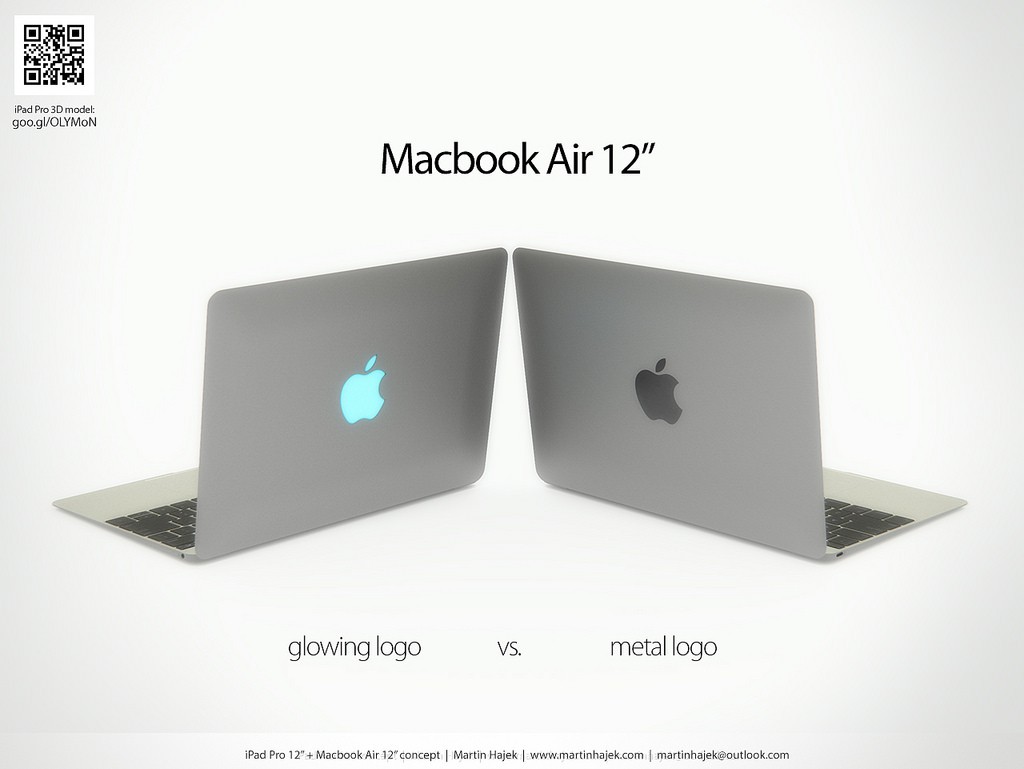 iPad Pro 3D model:
goo.gl/OLYMoN
Macbook Air 12”
glowing logo vs. metal logo
iPad Pro 12” + Macbook Air 12” concept | Martin Hajek | www.martinhajek.com | martinhajek@outlook.com